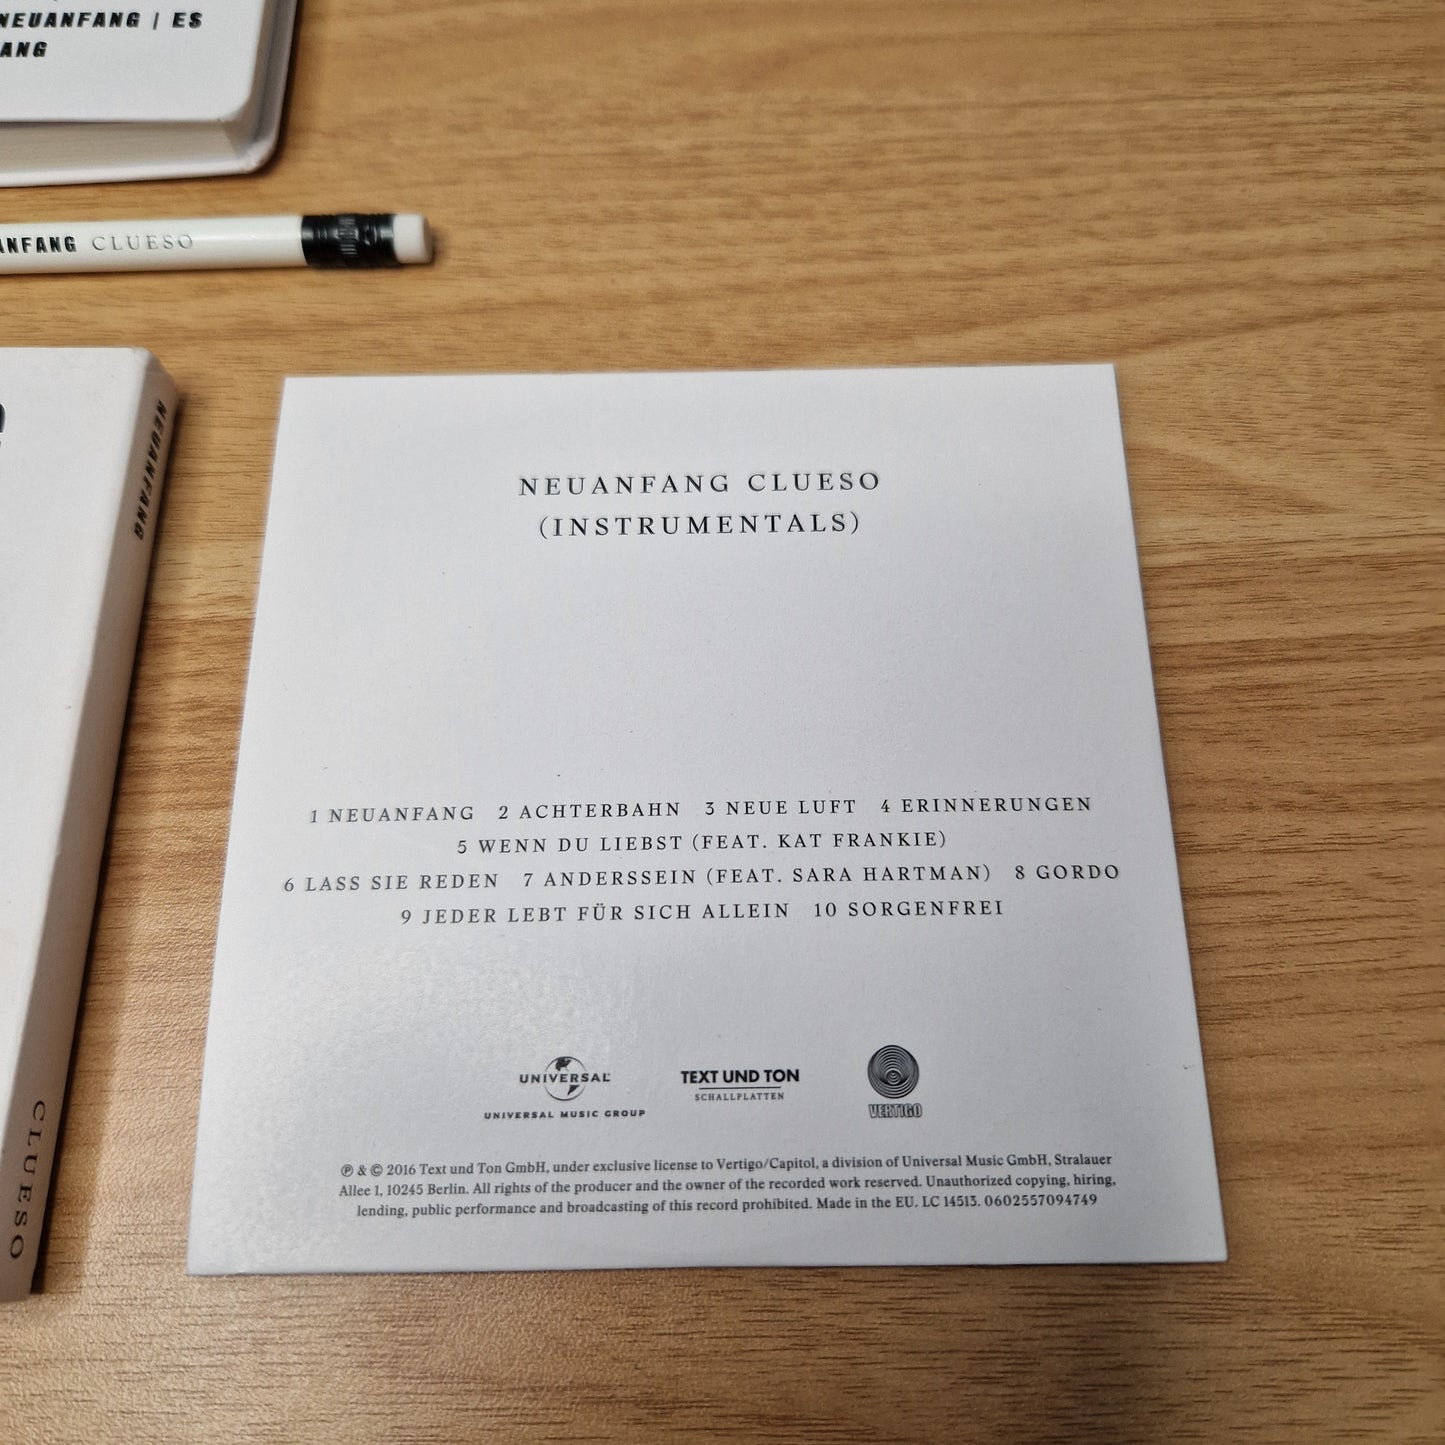 NEUANFANG | ES
ANG
ANFANG CLUESO
NEUANFANG
CLUESO
NEUANFANG CLUESO
(INSTRUMENTALS)
1 NEUANFANG 2 ACHTERBAHN 3 NEUE LUFT 4 ERINNERUNGEN
5 WENN DU LIEBST (FEAT. KAT FRANKIE)
6 LASS SIE REDEN 7 ANDERSSEIN (FEAT. SARA HARTMAN) 8 GORDO
9 JEDER LEBT FÜR SICH ALLEIN 10 SORGENFREI
UNIVERSAL
UNIVERSAL MUSIC GROUP
TEXT UND TON
SCHALLPLATTEN
VERTIGO
℗ & © 2016 Text und Ton GmbH, under exclusive license to Vertigo/Capitol, a division of Universal Music GmbH, Stralauer
Allee 1, 10245 Berlin. All rights of the producer and the owner of the recorded work reserved. Unauthorized copying, hiring,
lending, public performance and broadcasting of this record prohibited. Made in the EU. LC 14513. 0602557094749